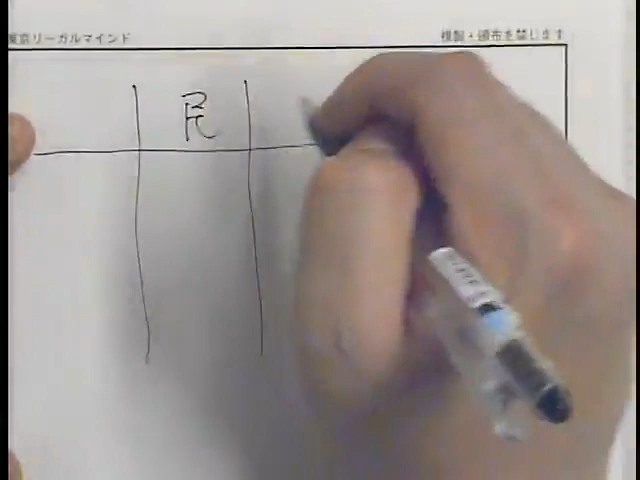 東京リーガルマインド
複製・頒布を禁じます
民